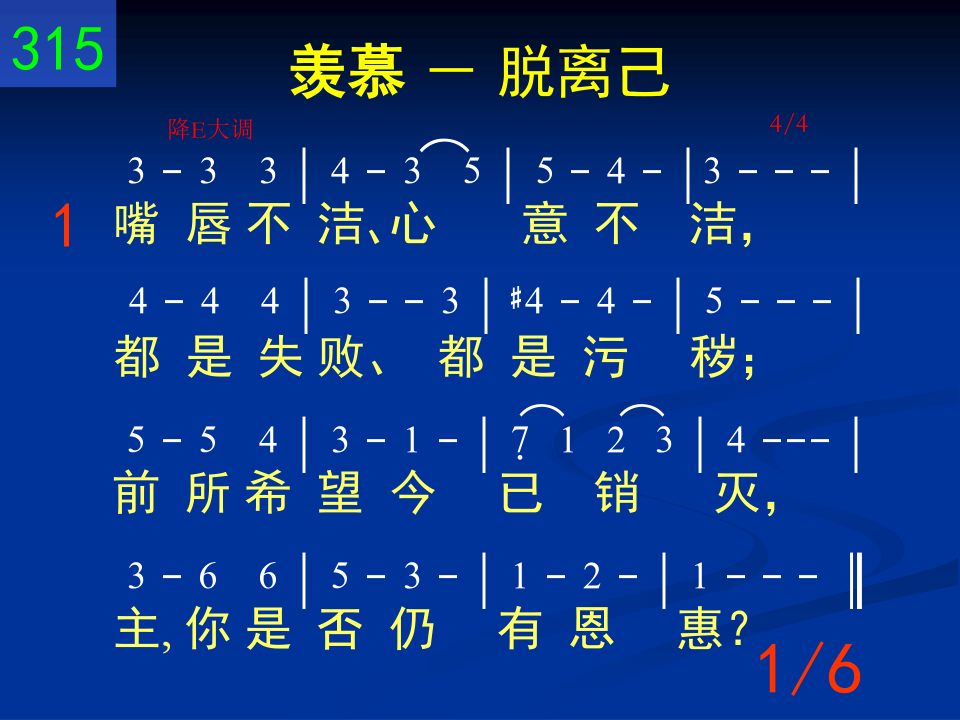 315
羡慕 － 脱离己
降E大调 4/4
3 － 3 3 | 4 － 3 5 | 5 － 4 － | 3 － － － |
1 嘴 唇 不 洁、心 意 不 洁，
4 － 4 4 | 3 － － 3 | ♯4 － 4 － | 5 － － － |
都 是 失 败、 都 是 污 秽；
5 － 5 4 | 3 － 1 － | 7̣ 1 2 3 | 4 －－－ |
前 所 希 望 今 已 销 灭，
3 － 6 6 | 5 － 3 － | 1 － 2 － | 1 － － － ‖
主, 你 是 否 仍 有 恩 惠？
1/6